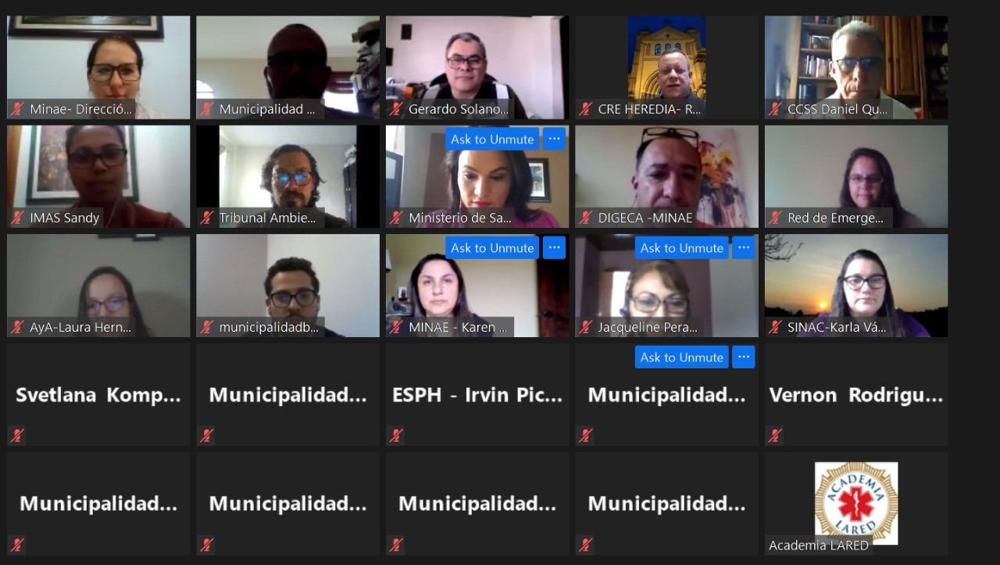 Minae- Direcció...
Municipalidad ...
Gerardo Solano...
CRE HEREDIA- R...
CCSS Daniel Qu...
IMAS Sandy
Tribunal Ambie...
Ask to Unmute ...
Ministerio de Sa...
DIGECA -MINAE
Red de Emerge...
AyA-Laura Hern...
municipalidadb...
Ask to Unmute ...
MINAE - Karen ...
Ask to Unmute ...
Jacqueline Pera...
SINAC-Karla Vá...
Svetlana Komp...
Municipalidad...
ESPH - Irvin Pic...
Ask to Unmute ...
Municipalidad...
Vernon Rodrigu...
Municipalidad...
Municipalidad...
Municipalidad...
Municipalidad...
ACADEMIA
LARED
Academia LARED